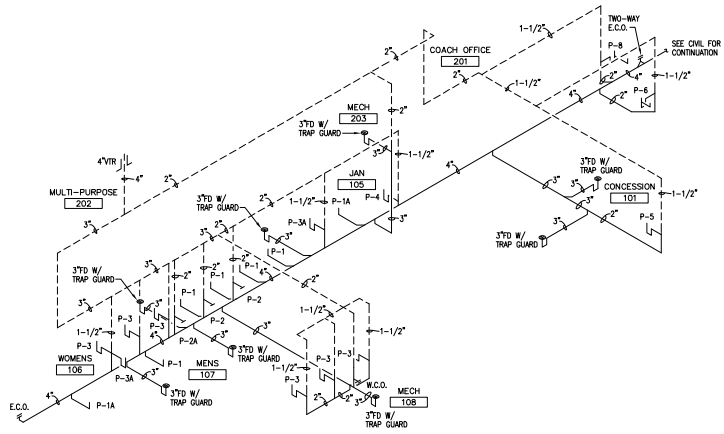 TWO-WAY
E.C.O.
SEE CIVIL FOR
CONTINUATION
1-1/2"
P-8
COACH OFFICE
201
2"
2"
1-1/2"
2"
4"
1-1/2"
2"
P-6
4"
MECH
203
2"
3"FD W/
TRAP GUARD
3"
1-1/2"
4"VTR
4"
2"
MULTI-PURPOSE
202
2"
JAN
105
4"
3"FD W/
TRAP GUARD
3"
3"
CONCESSION
101
1-1/2"
3"
2"
P-5
3"
3"FD W/
TRAP GUARD
3"FD W/
TRAP GUARD
1-1/2"
P-1A
P-4
P-3A
3"
3"
P-1
3"
2"
2"
3"
3"
3"FD W/
TRAP GUARD
2"
2"
2"
P-1
P-1
4"
3"
3"
P-3
P-3
P-2
P-2
P-2A
3"
1-1/2"
P-3
4"
3"
3"FD W/
TRAP GUARD
1-1/2"
WOMENS
106
P-3A
P-1
MENS
107
3"
3"FD W/
TRAP GUARD
P-3
P-3
1-1/2"
P-3
W.C.O.
MECH
108
3"
2"
2"
3"FD W/
TRAP GUARD
4"
P-1A
E.C.O.